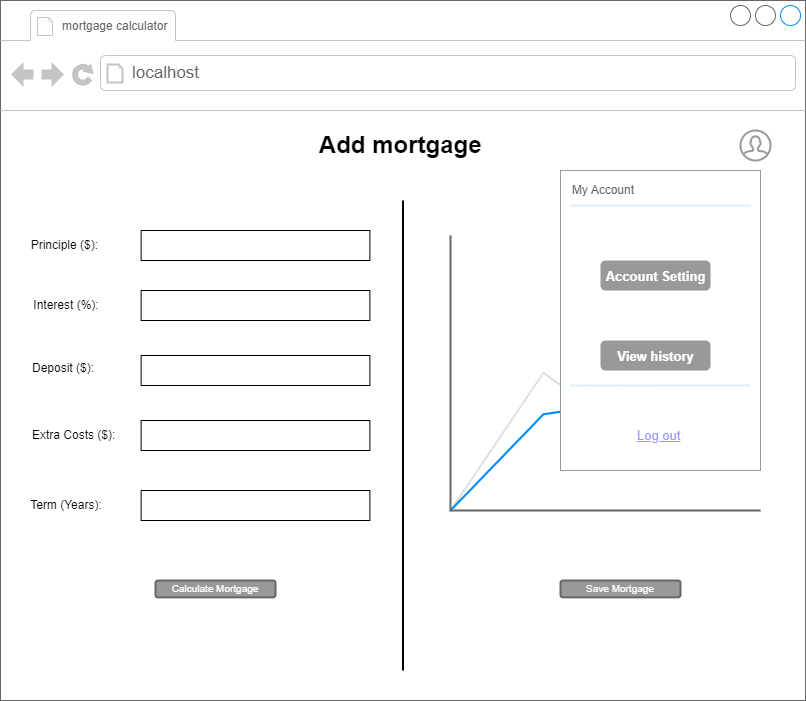 mortgage calculator
localhost
Add mortgage
My Account
Principle ($):
Account Setting
Interest (%):
View history
Deposit ($):
Extra Costs ($):
Log out
Term (Years):
Calculate Mortgage
Save Mortgage